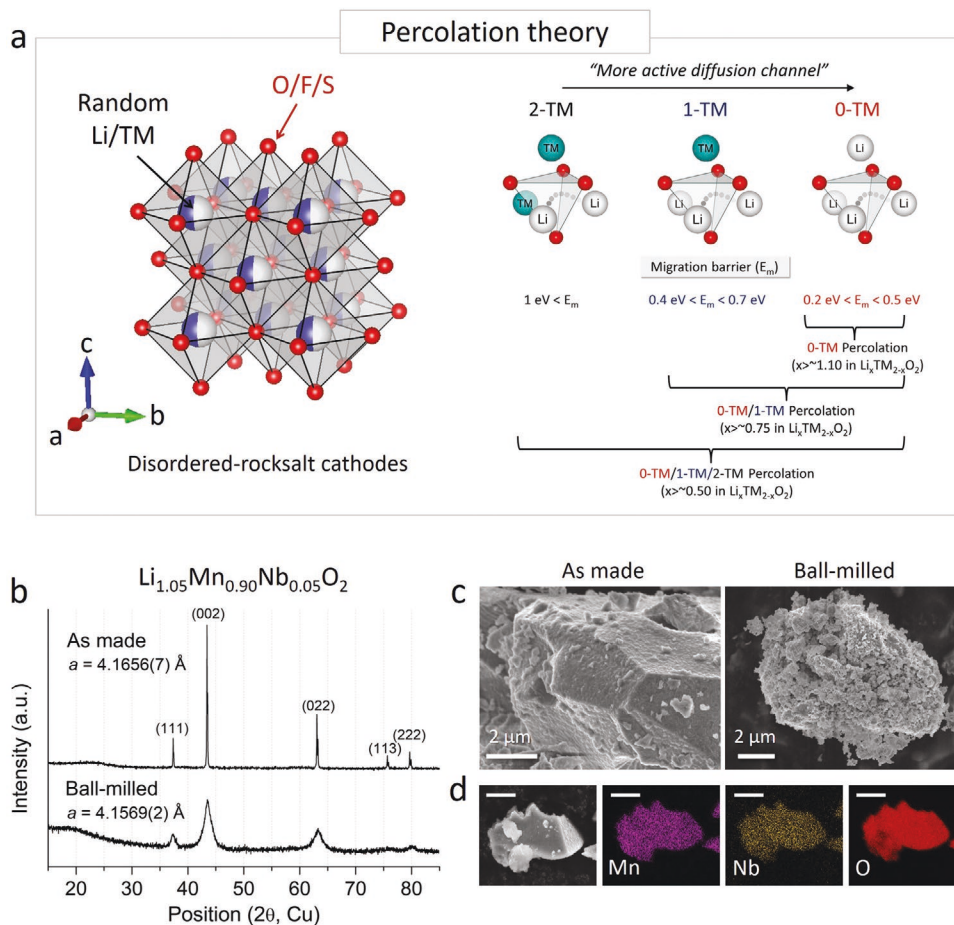 a
Percolation theory
Random
Li/TM
O/F/S
c
b
a
Disordered-rocksalt cathodes
“More active diffusion channel”
2-TM 1-TM 0-TM
TM TM Li
TM Li Li Li Li Li Li Li
Migration barrier (Eₘ)
1 eV < Eₘ 0.4 eV < Eₘ < 0.7 eV 0.2 eV < Eₘ < 0.5 eV
0-TM Percolation
(x>~1.10 in LiₓTM₂₋ₓO₂)
0-TM/1-TM Percolation
(x>~0.75 in LiₓTM₂₋ₓO₂)
0-TM/1-TM/2-TM Percolation
(x>~0.50 in LiₓTM₂₋ₓO₂)
b
Li₁.₀₅Mn₀.₉₀Nb₀.₀₅O₂
As made
a = 4.1656(7) Å
(111) (002) (022) (113) (222)
Ball-milled
a = 4.1569(2) Å
Intensity (a.u.)
20 30 40 50 60 70 80
Position (2θ, Cu)
c
As made Ball-milled
2 μm 2 μm
d
Mn Nb O